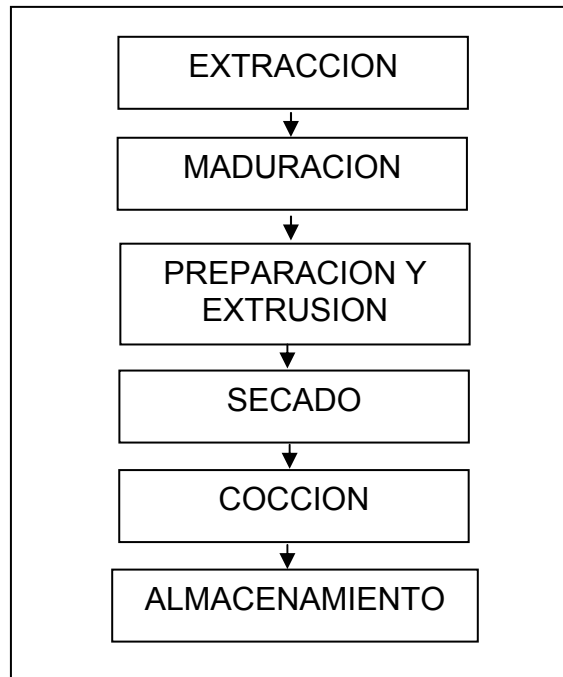 EXTRACCION
MADURACION
PREPARACION Y
EXTRUSION
SECADO
COCCION
ALMACENAMIENTO